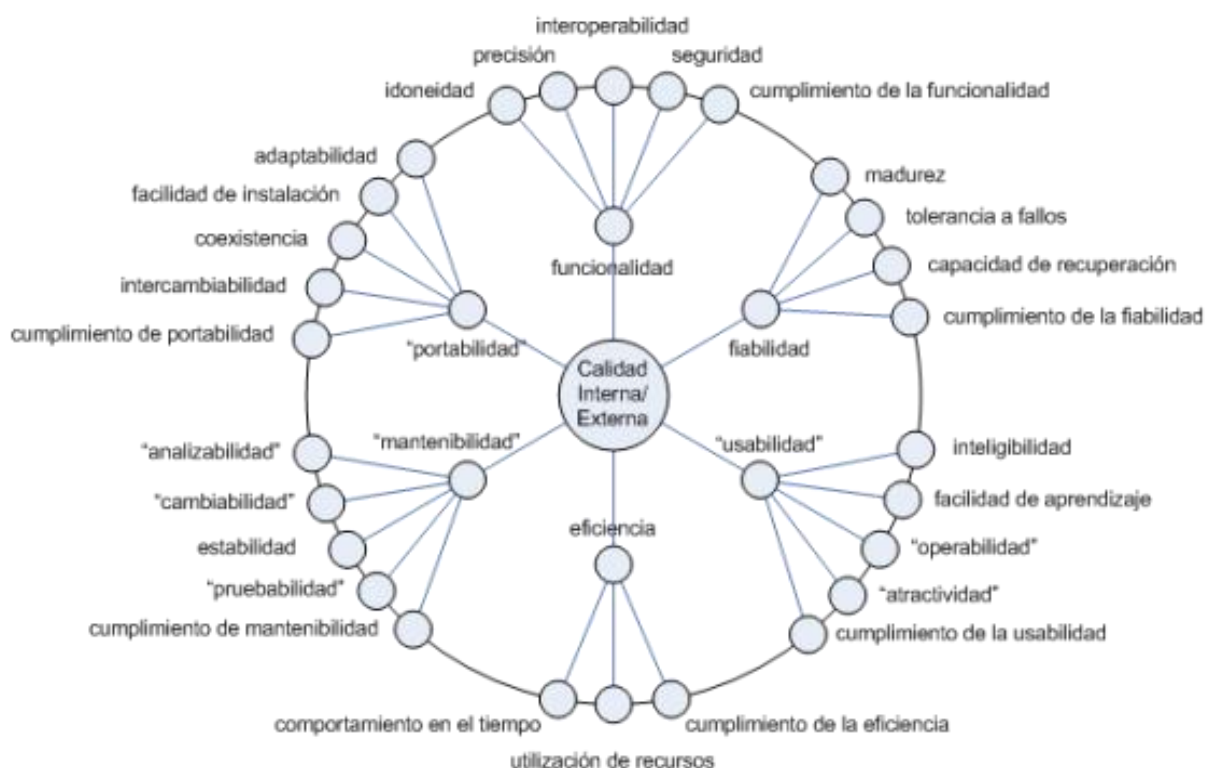 interoperabilidad
precisión
seguridad
idoneidad
cumplimiento de la funcionalidad
adaptabilidad
madurez
facilidad de instalación
tolerancia a fallos
coexistencia
capacidad de recuperación
funcionalidad
intercambiabilidad
cumplimiento de la fiabilidad
cumplimiento de portabilidad
"portabilidad"
fiabilidad
Calidad
Interna/
Externa
"mantenibilidad"
"usabilidad"
"analizabilidad"
inteligibilidad
"cambiabilidad"
facilidad de aprendizaje
eficiencia
estabilidad
"operabilidad"
"pruebabilidad"
"atractividad"
cumplimiento de mantenibilidad
cumplimiento de la usabilidad
comportamiento en el tiempo
cumplimiento de la eficiencia
utilización de recursos